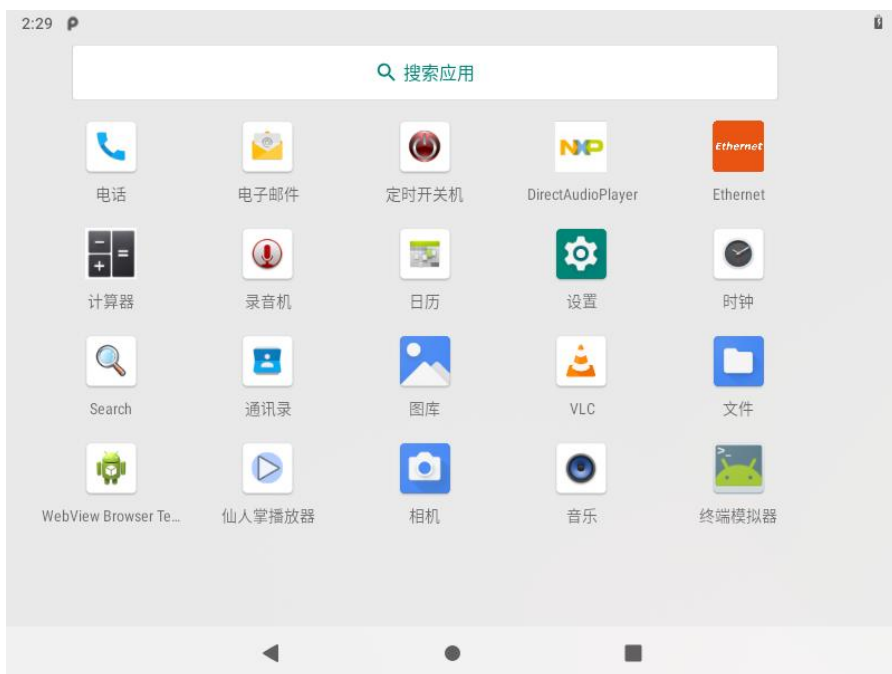 2:29
搜索应用
NXP
Ethernet
电话
电子邮件
定时开关机
DirectAudioPlayer
Ethernet
计算器
录音机
日历
设置
时钟
Search
通讯录
图库
VLC
文件
WebView Browser Te...
仙人掌播放器
相机
音乐
终端模拟器